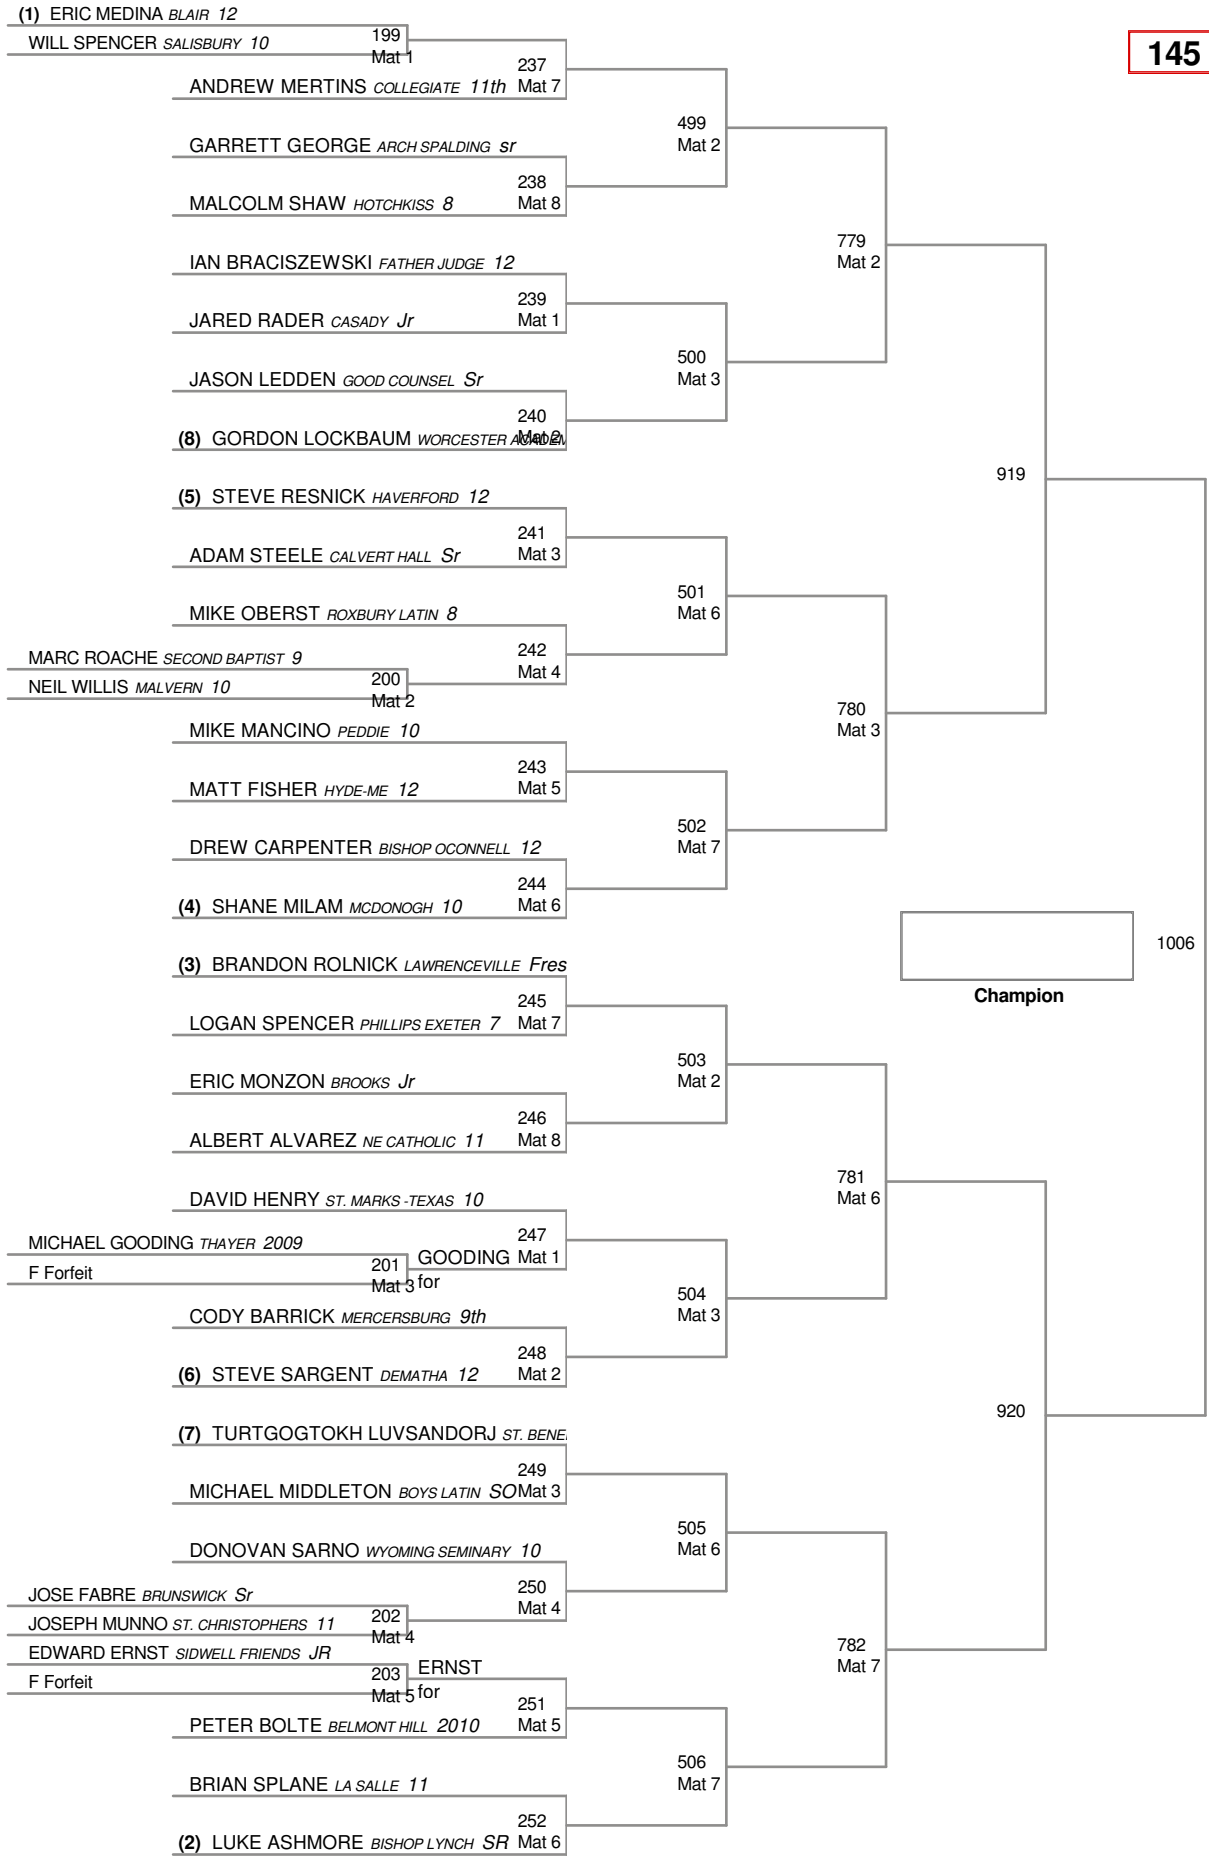 (1) ERIC MEDINA BLAIR 12
WILL SPENCER SALISBURY 10
199
Mat 1
145
237
Mat 7
ANDREW MERTINS COLLEGIATE 11th
499
Mat 2
GARRETT GEORGE ARCH SPALDING sr
238
Mat 8
MALCOLM SHAW HOTCHKISS 8
779
Mat 2
IAN BRACISZEWSKI FATHER JUDGE 12
239
Mat 1
JARED RADER CASADY Jr
500
Mat 3
JASON LEDDEN GOOD COUNSEL Sr
240
Mat 2
(8) GORDON LOCKBAUM WORCESTER ACADEM
919
(5) STEVE RESNICK HAVERFORD 12
241
Mat 3
ADAM STEELE CALVERT HALL Sr
501
Mat 6
MIKE OBERST ROXBURY LATIN 8
242
Mat 4
MARC ROACHE SECOND BAPTIST 9
NEIL WILLIS MALVERN 10
200
Mat 2
780
Mat 3
MIKE MANCINO PEDDIE 10
243
Mat 5
MATT FISHER HYDE-ME 12
502
Mat 7
DREW CARPENTER BISHOP OCONNELL 12
244
Mat 6
(4) SHANE MILAM MCDONOGH 10
1006
Champion
(3) BRANDON ROLNICK LAWRENCEVILLE Fres
245
Mat 7
LOGAN SPENCER PHILLIPS EXETER 7
503
Mat 2
ERIC MONZON BROOKS Jr
246
Mat 8
ALBERT ALVAREZ NE CATHOLIC 11
781
Mat 6
DAVID HENRY ST. MARKS -TEXAS 10
247
Mat 1
MICHAEL GOODING THAYER 2009
F Forfeit
201
Mat 3
GOODING
for
504
Mat 3
CODY BARRICK MERCERSBURG 9th
248
Mat 2
(6) STEVE SARGENT DEMATHA 12
920
(7) TURTGOGTOKH LUVSANDORJ ST. BENE
249
Mat 3
MICHAEL MIDDLETON BOYS LATIN SO
505
Mat 6
DONOVAN SARNO WYOMING SEMINARY 10
250
Mat 4
JOSE FABRE BRUNSWICK Sr
JOSEPH MUNNO ST. CHRISTOPHERS 11
202
Mat 4
782
Mat 7
EDWARD ERNST SIDWELL FRIENDS JR
F Forfeit
203
Mat 5
ERNST
for
251
Mat 5
PETER BOLTE BELMONT HILL 2010
506
Mat 7
BRIAN SPLANE LA SALLE 11
252
Mat 6
(2) LUKE ASHMORE BISHOP LYNCH SR